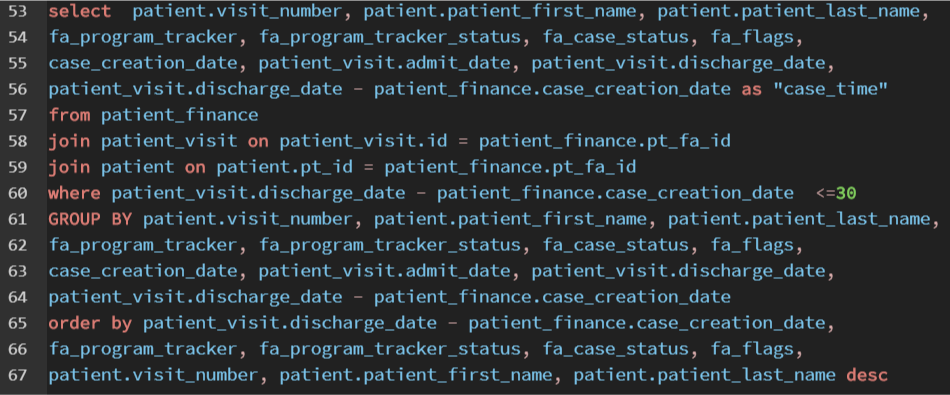 53 select  patient.visit_number, patient.patient_first_name, patient.patient_last_name,
54 fa_program_tracker, fa_program_tracker_status, fa_case_status, fa_flags,
55 case_creation_date, patient_visit.admit_date, patient_visit.discharge_date,
56 patient_visit.discharge_date - patient_finance.case_creation_date as "case_time"
57 from patient_finance
58 join patient_visit on patient_visit.id = patient_finance.pt_fa_id
59 join patient on patient.pt_id = patient_finance.pt_fa_id
60 where patient_visit.discharge_date - patient_finance.case_creation_date  <=30
61 GROUP BY patient.visit_number, patient.patient_first_name, patient.patient_last_name,
62 fa_program_tracker, fa_program_tracker_status, fa_case_status, fa_flags,
63 case_creation_date, patient_visit.admit_date, patient_visit.discharge_date,
64 patient_visit.discharge_date - patient_finance.case_creation_date
65 order by patient_visit.discharge_date - patient_finance.case_creation_date,
66 fa_program_tracker, fa_program_tracker_status, fa_case_status, fa_flags,
67 patient.visit_number, patient.patient_first_name, patient.patient_last_name desc